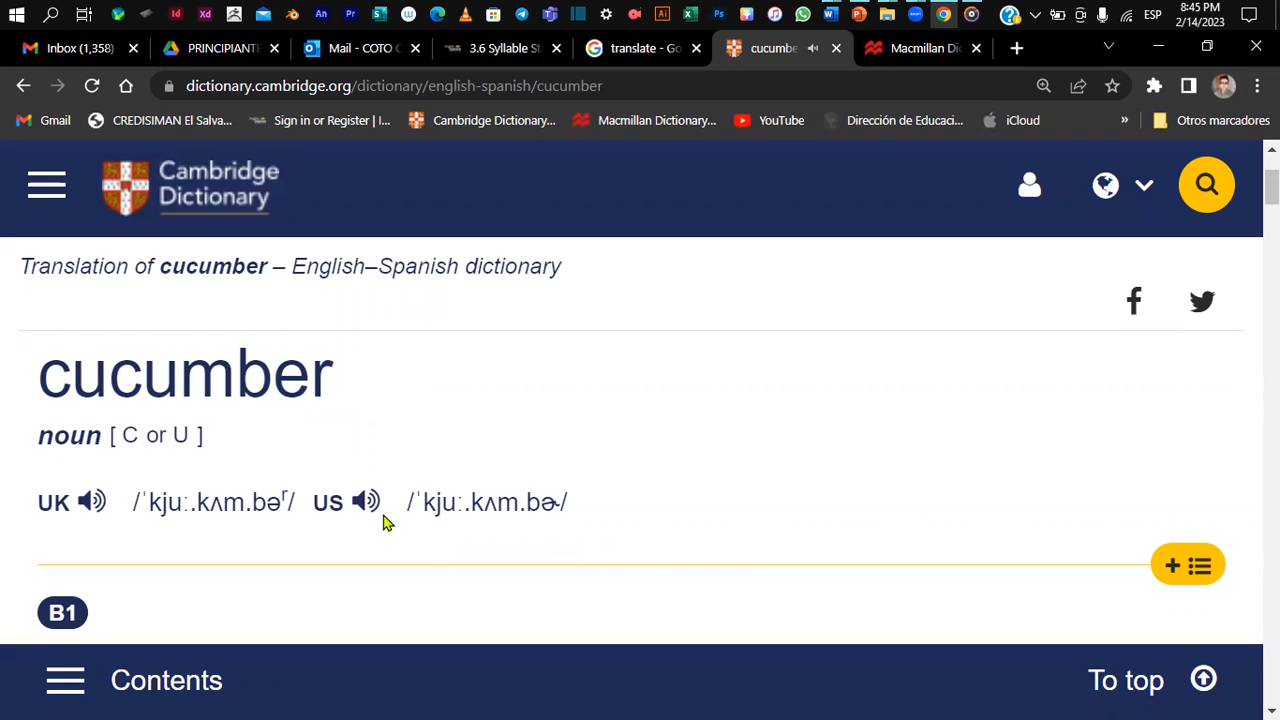 ESP
8:45 PM
2/14/2023
Inbox (1,358)
PRINCIPIANTE
Mail - COTO C
3.6 Syllable St
translate - Go
cucumbe
Macmillan Dic
dictionary.cambridge.org/dictionary/english-spanish/cucumber
Gmail
CREDISIMAN El Salva...
Sign in or Register | I...
Cambridge Dictionary...
Macmillan Dictionary...
YouTube
Dirección de Educaci...
iCloud
»
Otros marcadores
Cambridge
Dictionary
Translation of cucumber – English–Spanish dictionary
cucumber
noun [ C or U ]
UK /ˈkjuː.kʌm.bəʳ/ US /ˈkjuː.kʌm.bɚ/
B1
Contents
To top